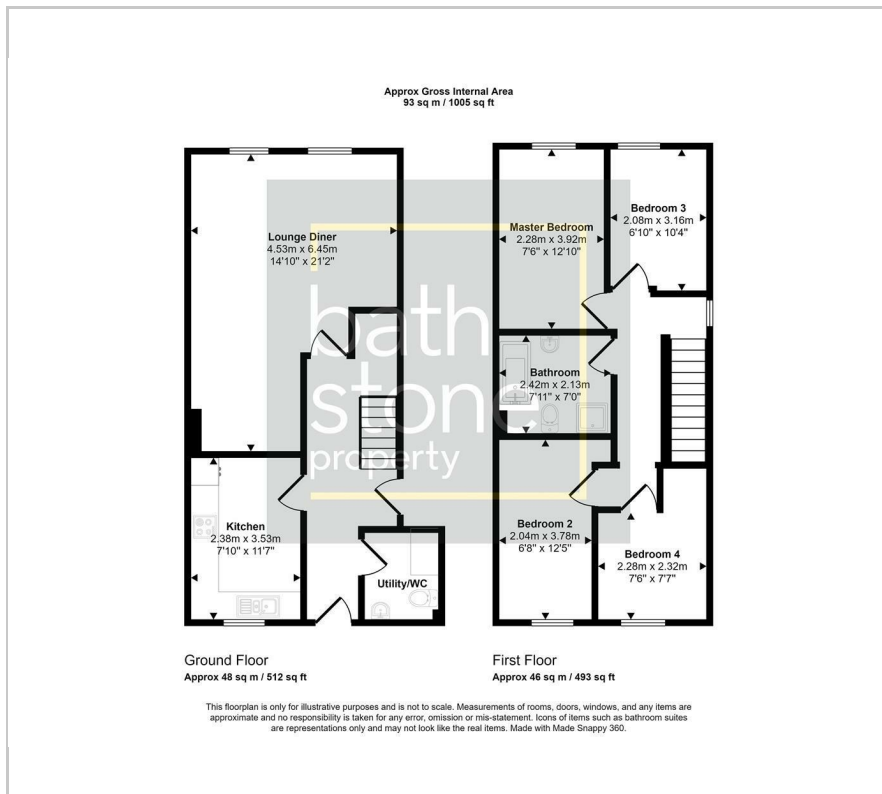 Approx Gross Internal Area
93 sq m / 1005 sq ft
Lounge Diner
4.53m x 6.45m
14'10" x 21'2"
Kitchen
2.38m x 3.53m
7'10" x 11'7"
Utility/WC
Master Bedroom
2.28m x 3.92m
7'6" x 12'10"
Bedroom 3
2.08m x 3.16m
6'10" x 10'4"
Bathroom
2.42m x 2.13m
7'11" x 7'0"
Bedroom 2
2.04m x 3.78m
6'8" x 12'5"
Bedroom 4
2.28m x 2.32m
7'6" x 7'7"
bath
stone
property
Ground Floor
Approx 48 sq m / 512 sq ft
First Floor
Approx 46 sq m / 493 sq ft
This floorplan is only for illustrative purposes and is not to scale. Measurements of rooms, doors, windows, and any items are
approximate and no responsibility is taken for any error, omission or mis-statement. Icons of items such as bathroom suites
are representations only and may not look like the real items. Made with Made Snappy 360.